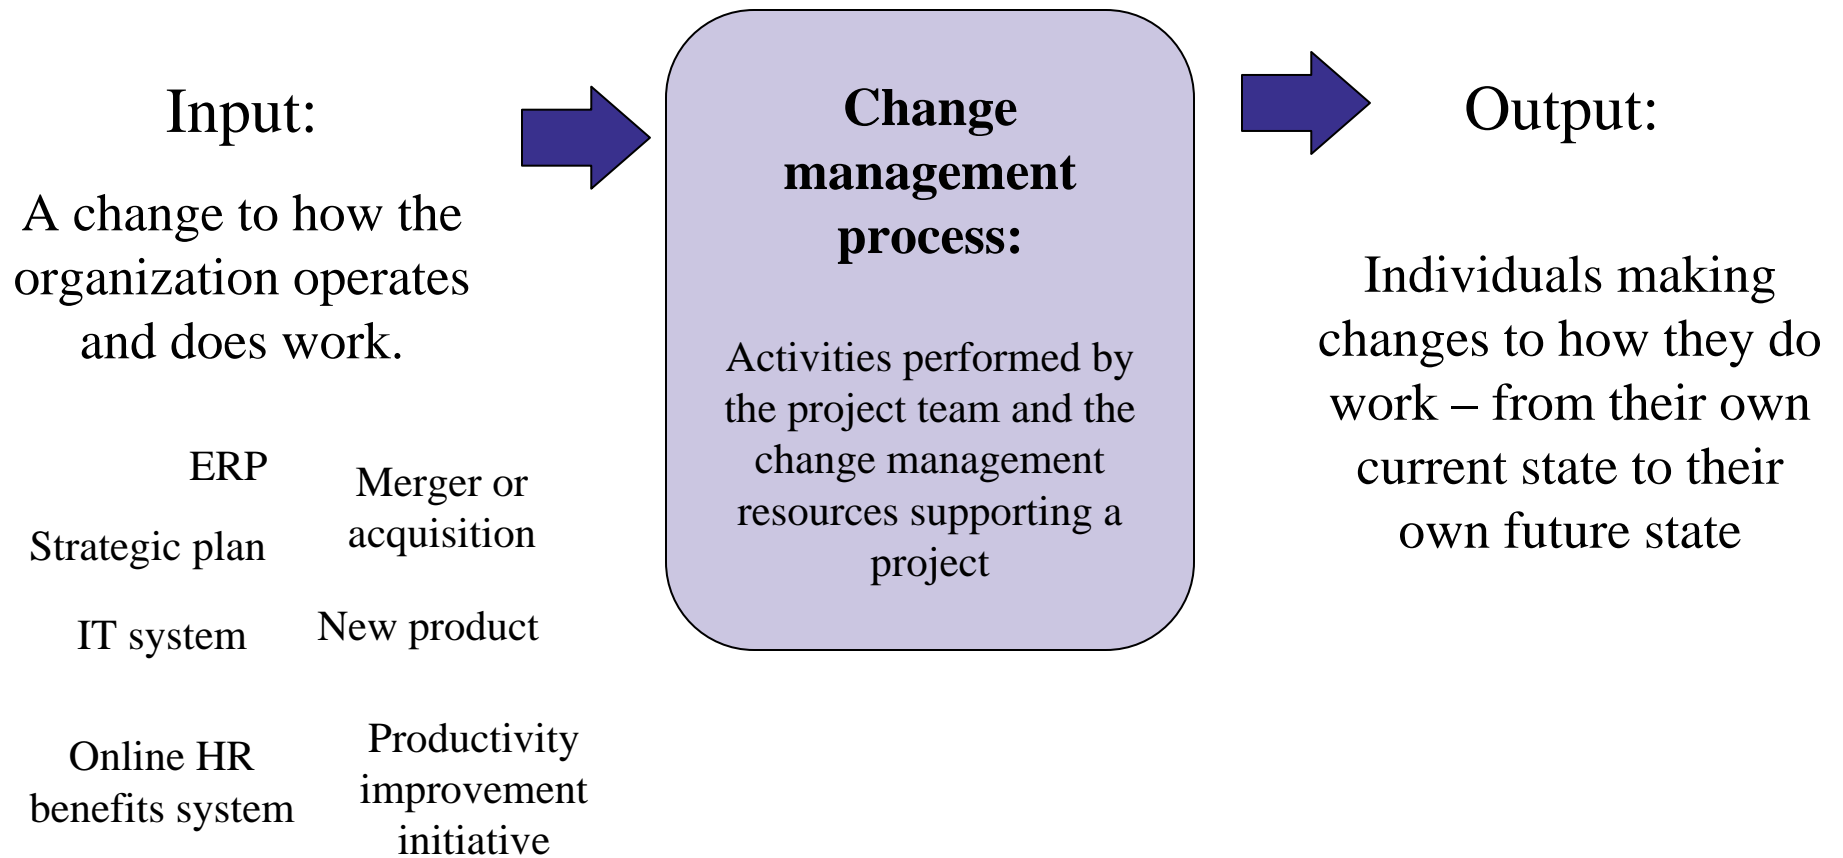 Input:
A change to how the
organization operates
and does work.
ERP
Merger or
acquisition
Strategic plan
IT system
New product
Online HR
benefits system
Productivity
improvement
initiative
Change
management
process:
Activities performed by
the project team and the
change management
resources supporting a
project
Output:
Individuals making
changes to how they do
work – from their own
current state to their
own future state